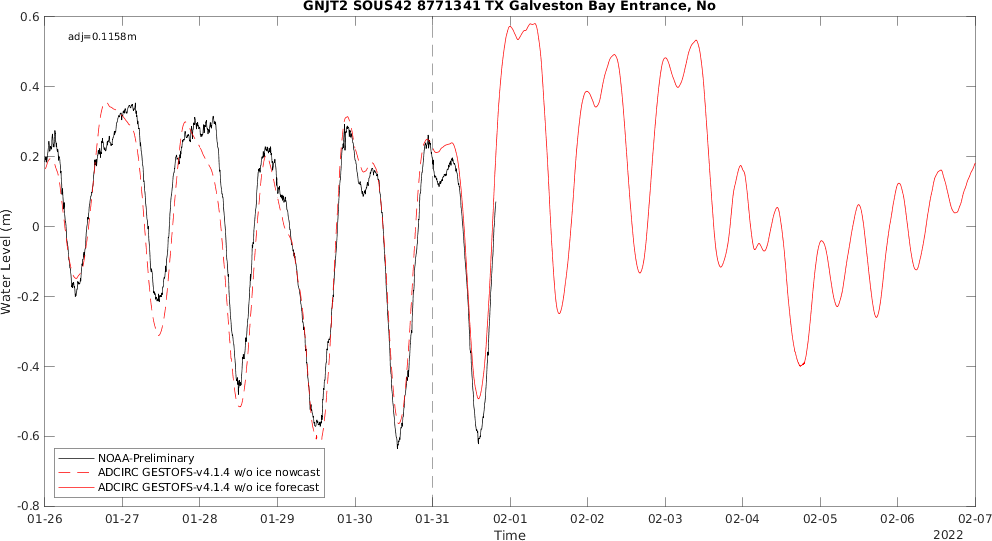 GNJT2 SOUS42 8771341 TX Galveston Bay Entrance, No
adj=0.1158m
0.6
0.4
0.2
0
-0.2
-0.4
-0.6
-0.8
Water Level (m)
NOAA-Preliminary
ADCIRC GESTOFS-v4.1.4 w/o ice nowcast
ADCIRC GESTOFS-v4.1.4 w/o ice forecast
01-26 01-27 01-28 01-29 01-30 01-31 02-01 02-02 02-03 02-04 02-05 02-06 02-07
Time
2022